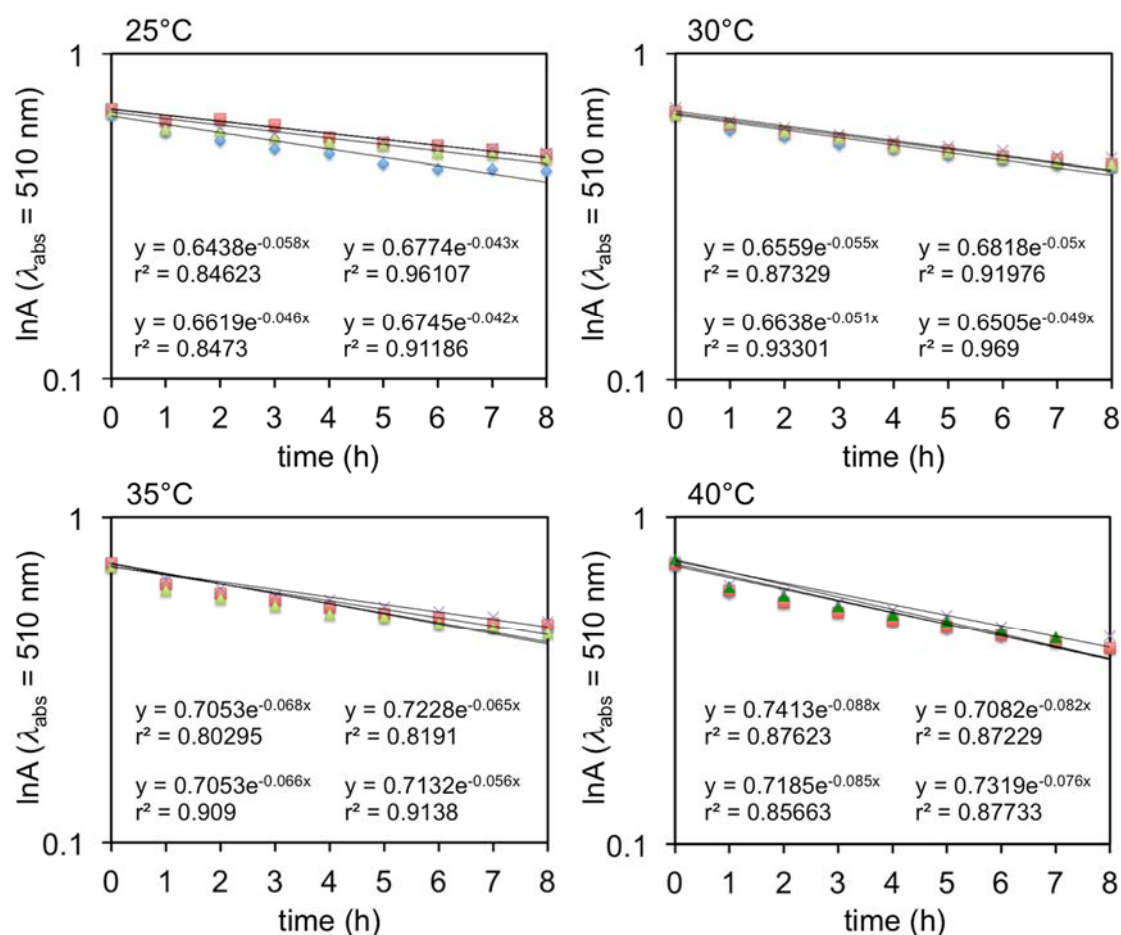 25°C
1
lnA (λabs = 510 nm)
y = 0.6438e-0.058x y = 0.6774e-0.043x
r² = 0.84623 r² = 0.96107
y = 0.6619e-0.046x y = 0.6745e-0.042x
r² = 0.8473 r² = 0.91186
0.1
0 1 2 3 4 5 6 7 8
time (h)
30°C
1
lnA (λabs = 510 nm)
y = 0.6559e-0.055x y = 0.6818e-0.05x
r² = 0.87329 r² = 0.91976
y = 0.6638e-0.051x y = 0.6505e-0.049x
r² = 0.93301 r² = 0.969
0.1
0 1 2 3 4 5 6 7 8
time (h)
35°C
1
lnA (λabs = 510 nm)
y = 0.7053e-0.068x y = 0.7228e-0.065x
r² = 0.80295 r² = 0.8191
y = 0.7053e-0.066x y = 0.7132e-0.056x
r² = 0.909 r² = 0.9138
0.1
0 1 2 3 4 5 6 7 8
time (h)
40°C
1
lnA (λabs = 510 nm)
y = 0.7413e-0.088x y = 0.7082e-0.082x
r² = 0.87623 r² = 0.87229
y = 0.7185e-0.085x y = 0.7319e-0.076x
r² = 0.85663 r² = 0.87733
0.1
0 1 2 3 4 5 6 7 8
time (h)